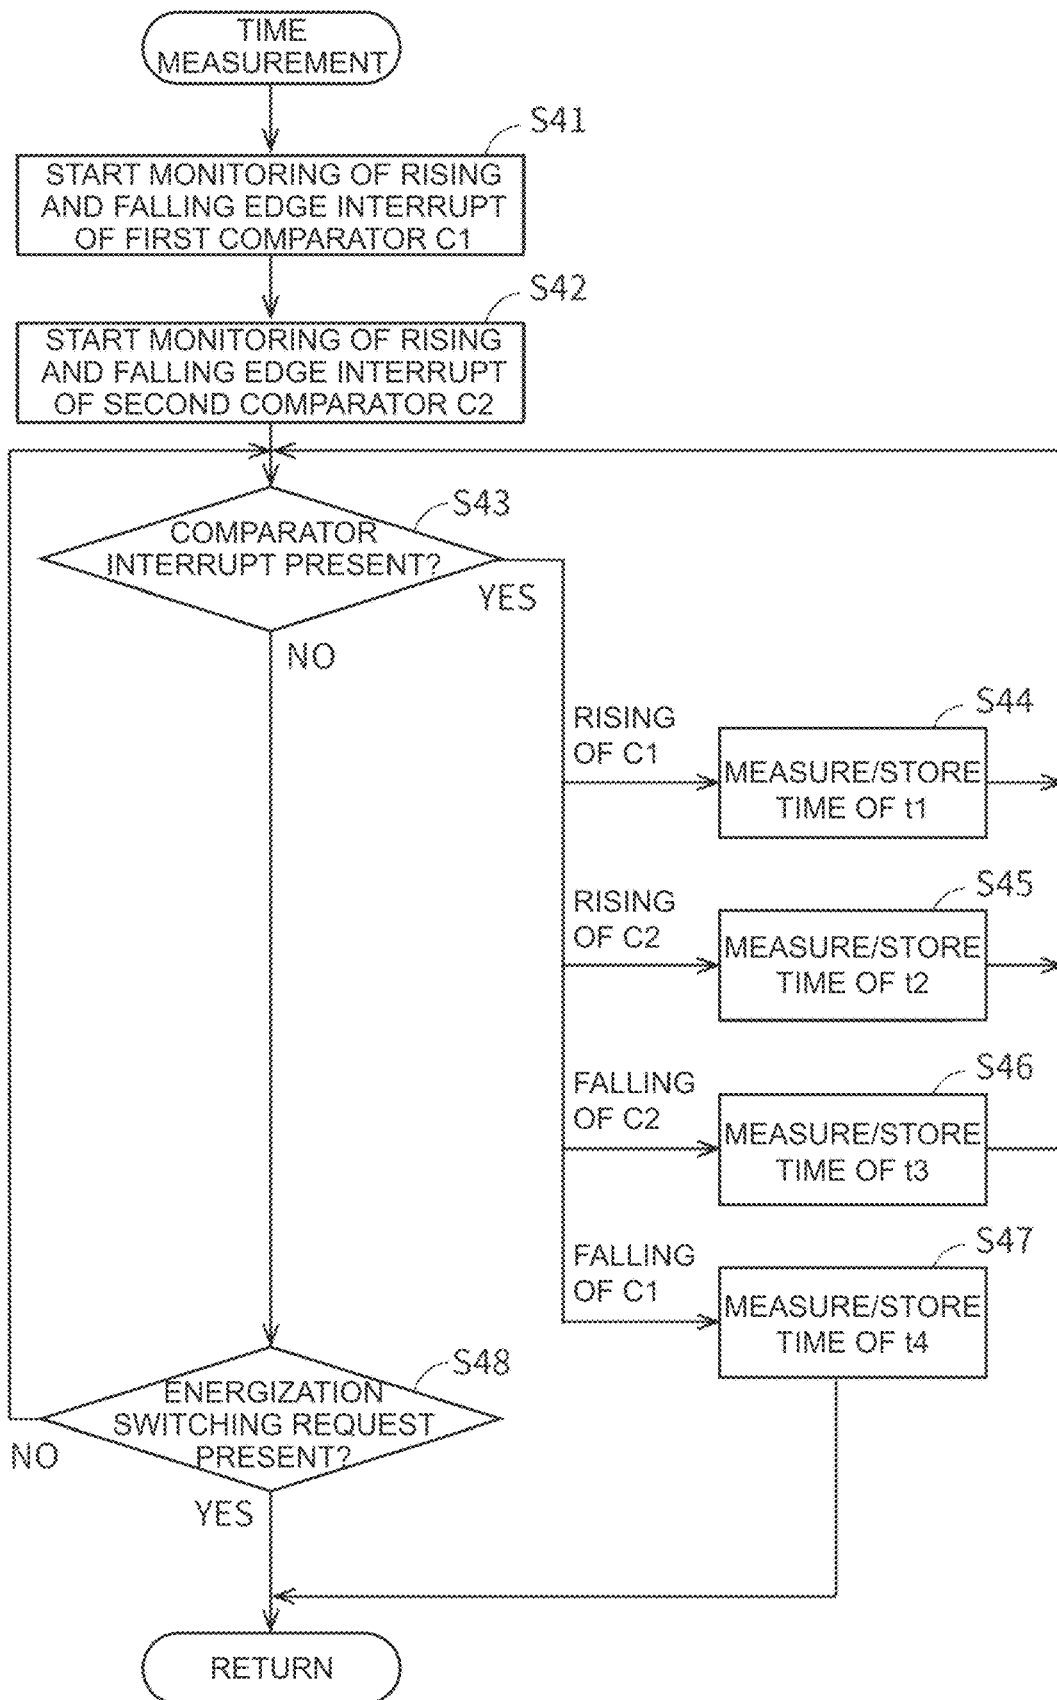 TIME
MEASUREMENT
S41
START MONITORING OF RISING
AND FALLING EDGE INTERRUPT
OF FIRST COMPARATOR C1
S42
START MONITORING OF RISING
AND FALLING EDGE INTERRUPT
OF SECOND COMPARATOR C2
S43
COMPARATOR
INTERRUPT PRESENT?
YES
NO
RISING
OF C1
S44
MEASURE/STORE
TIME OF t1
RISING
OF C2
S45
MEASURE/STORE
TIME OF t2
FALLING
OF C2
S46
MEASURE/STORE
TIME OF t3
FALLING
OF C1
S47
MEASURE/STORE
TIME OF t4
S48
ENERGIZATION
SWITCHING REQUEST
PRESENT?
NO
YES
RETURN